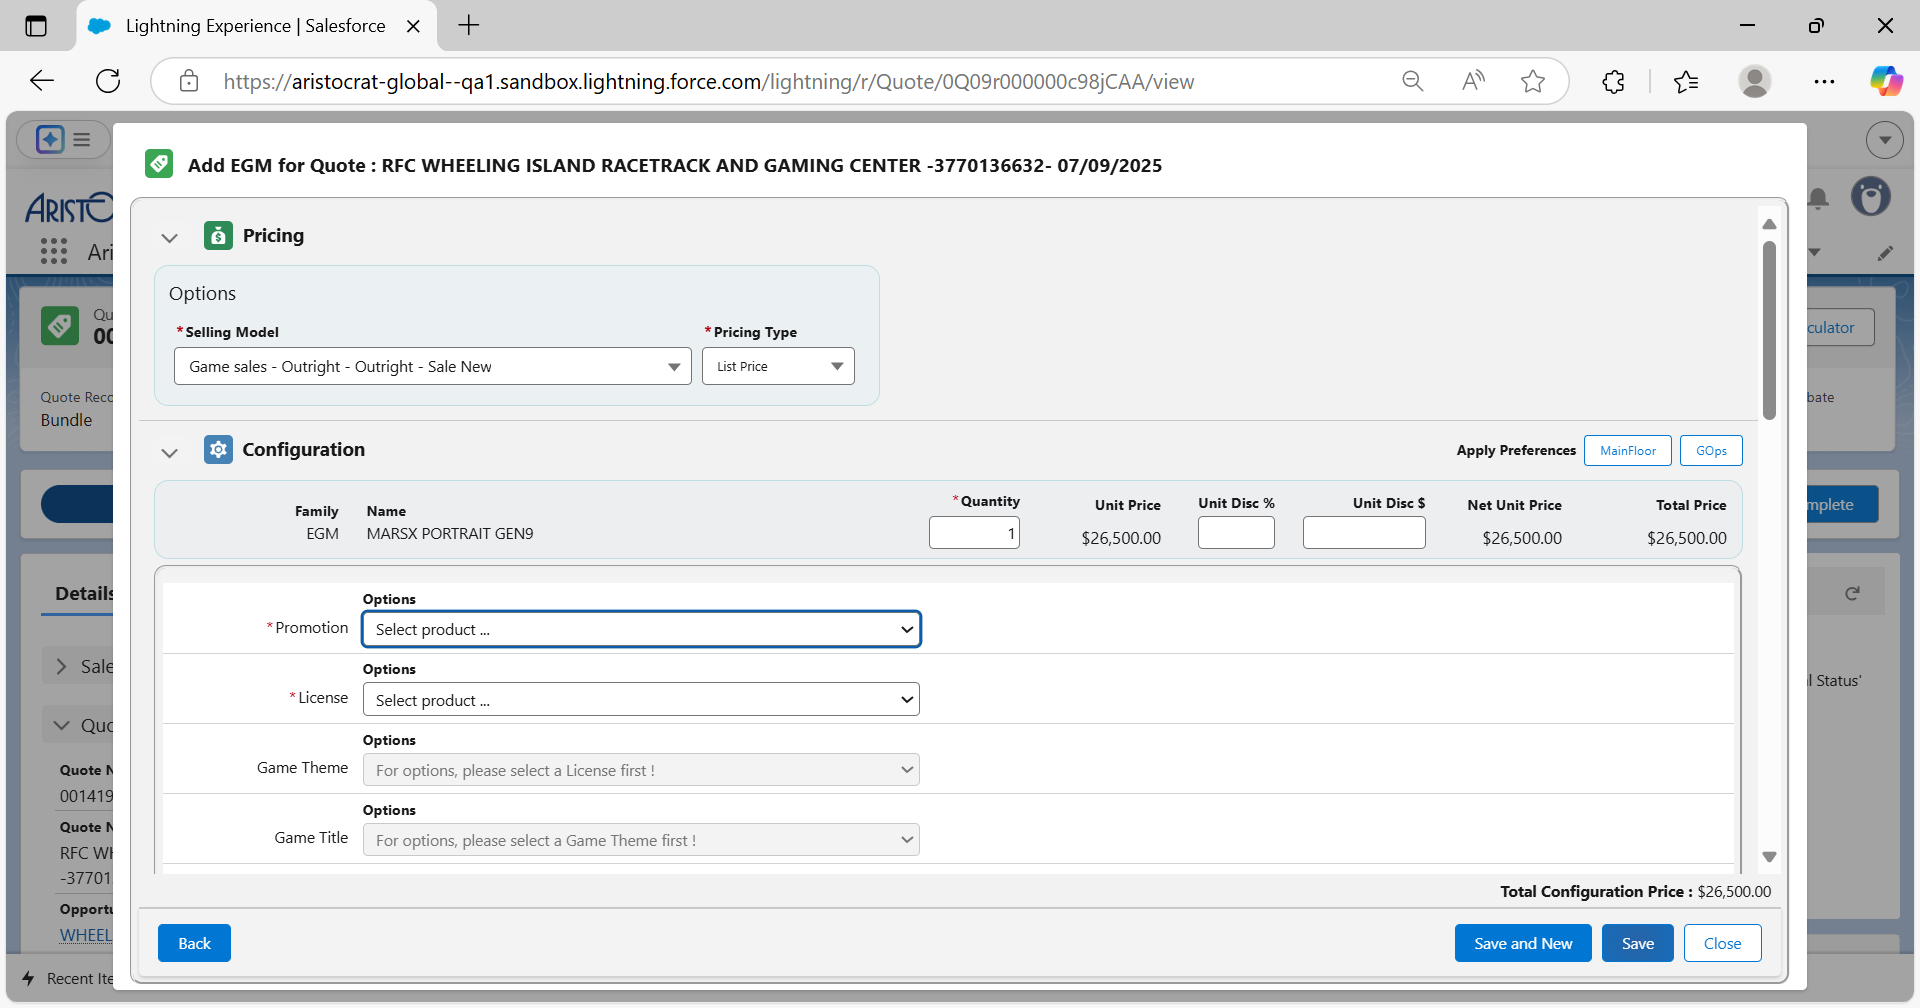 Lightning Experience | Salesforce
https://aristocrat-global--qa1.sandbox.lightning.force.com/lightning/r/Quote/0Q09r000000c98jCAA/view
Add EGM for Quote : RFC WHEELING ISLAND RACETRACK AND GAMING CENTER -3770136632- 07/09/2025
ARISTO
Ari
Pricing
Options
*Selling Model
*Pricing Type
Game sales - Outright - Outright - Sale New
List Price
Qu
00
culator
Quote Reco
Bundle
bate
Configuration
Apply Preferences
MainFloor
GOps
Family
Name
*Quantity
Unit Price
Unit Disc %
Unit Disc $
Net Unit Price
Total Price
EGM
MARSX PORTRAIT GEN9
1
$26,500.00
$26,500.00
$26,500.00
mplete
Details
Options
*Promotion
Select product ...
Options
*License
Select product ...
Sale
l Status'
Quo
Options
Game Theme
For options, please select a License first !
Options
Game Title
For options, please select a Game Theme first !
Quote N
001419
Quote N
RFC WH
-37701
Opportu
WHEEL
Total Configuration Price : $26,500.00
Back
Save and New
Save
Close
Recent Ite